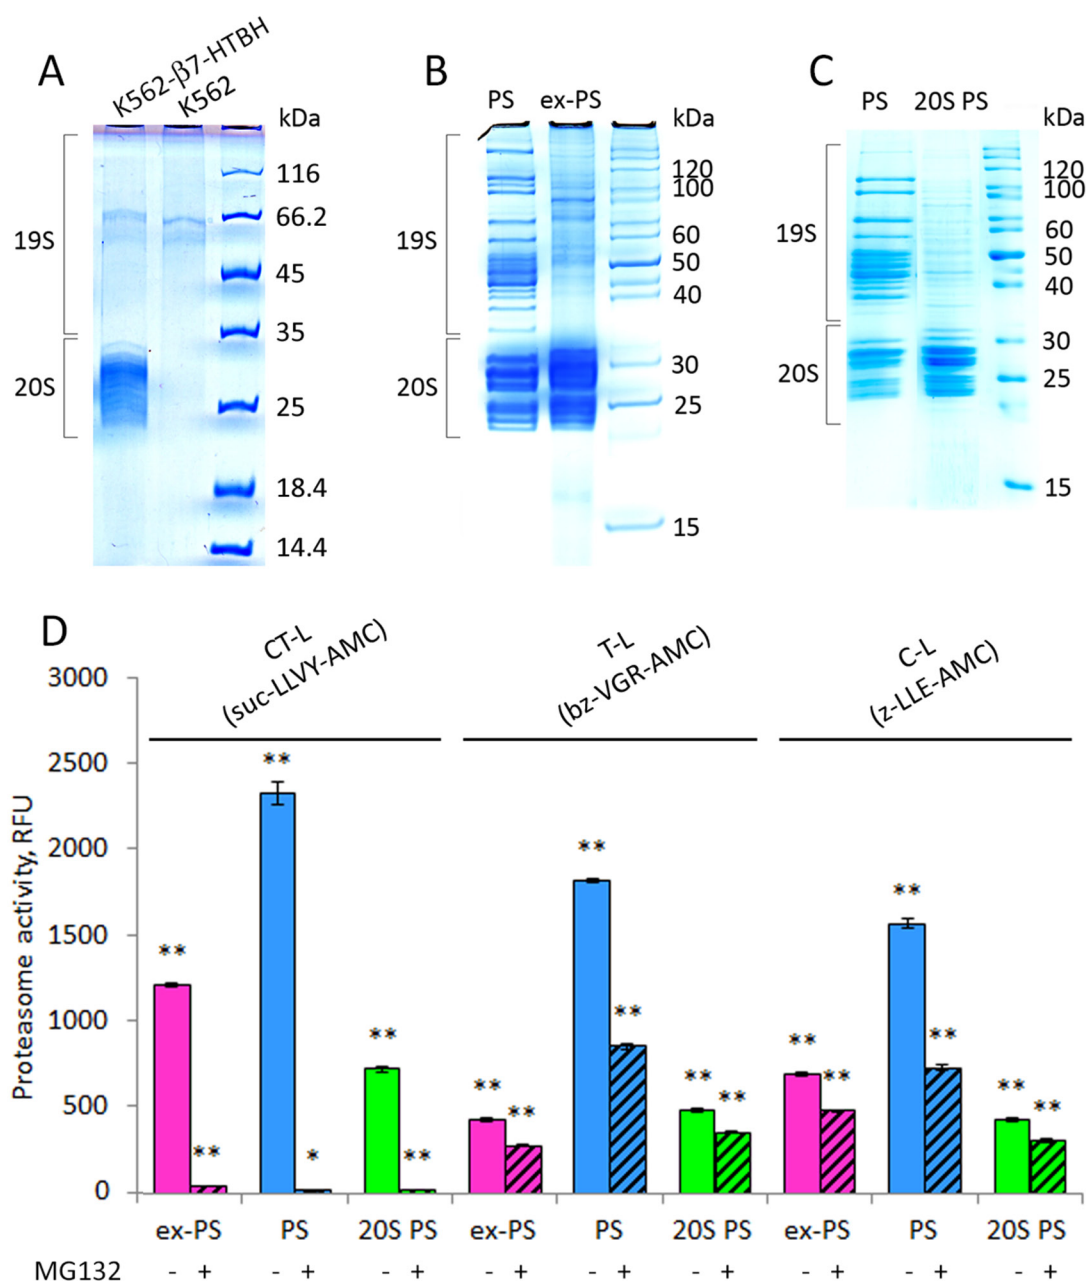 A
K562-β7-HTBH
K562
kDa
116
66.2
45
35
25
18.4
14.4
19S
20S
B
PS ex-PS
kDa
120
100
60
50
40
30
25
15
19S
20S
C
PS 20S PS
kDa
120
100
60
50
40
30
25
15
19S
20S
D
CT-L
(suc-LLVY-AMC)
T-L
(bz-VGR-AMC)
C-L
(z-LLE-AMC)
Proteasome activity, RFU
3000
2500
2000
1500
1000
500
0
** ** ** * ** ** ** ** ** ** ** ** ** ** ** ** ** **
ex-PS PS 20S PS ex-PS PS 20S PS ex-PS PS 20S PS
MG132 - + - + - + - + - + - + - + - + - +